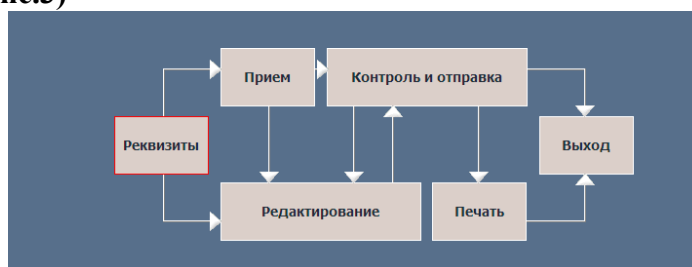 Прием
Контроль и отправка
Реквизиты
Выход
Редактирование
Печать